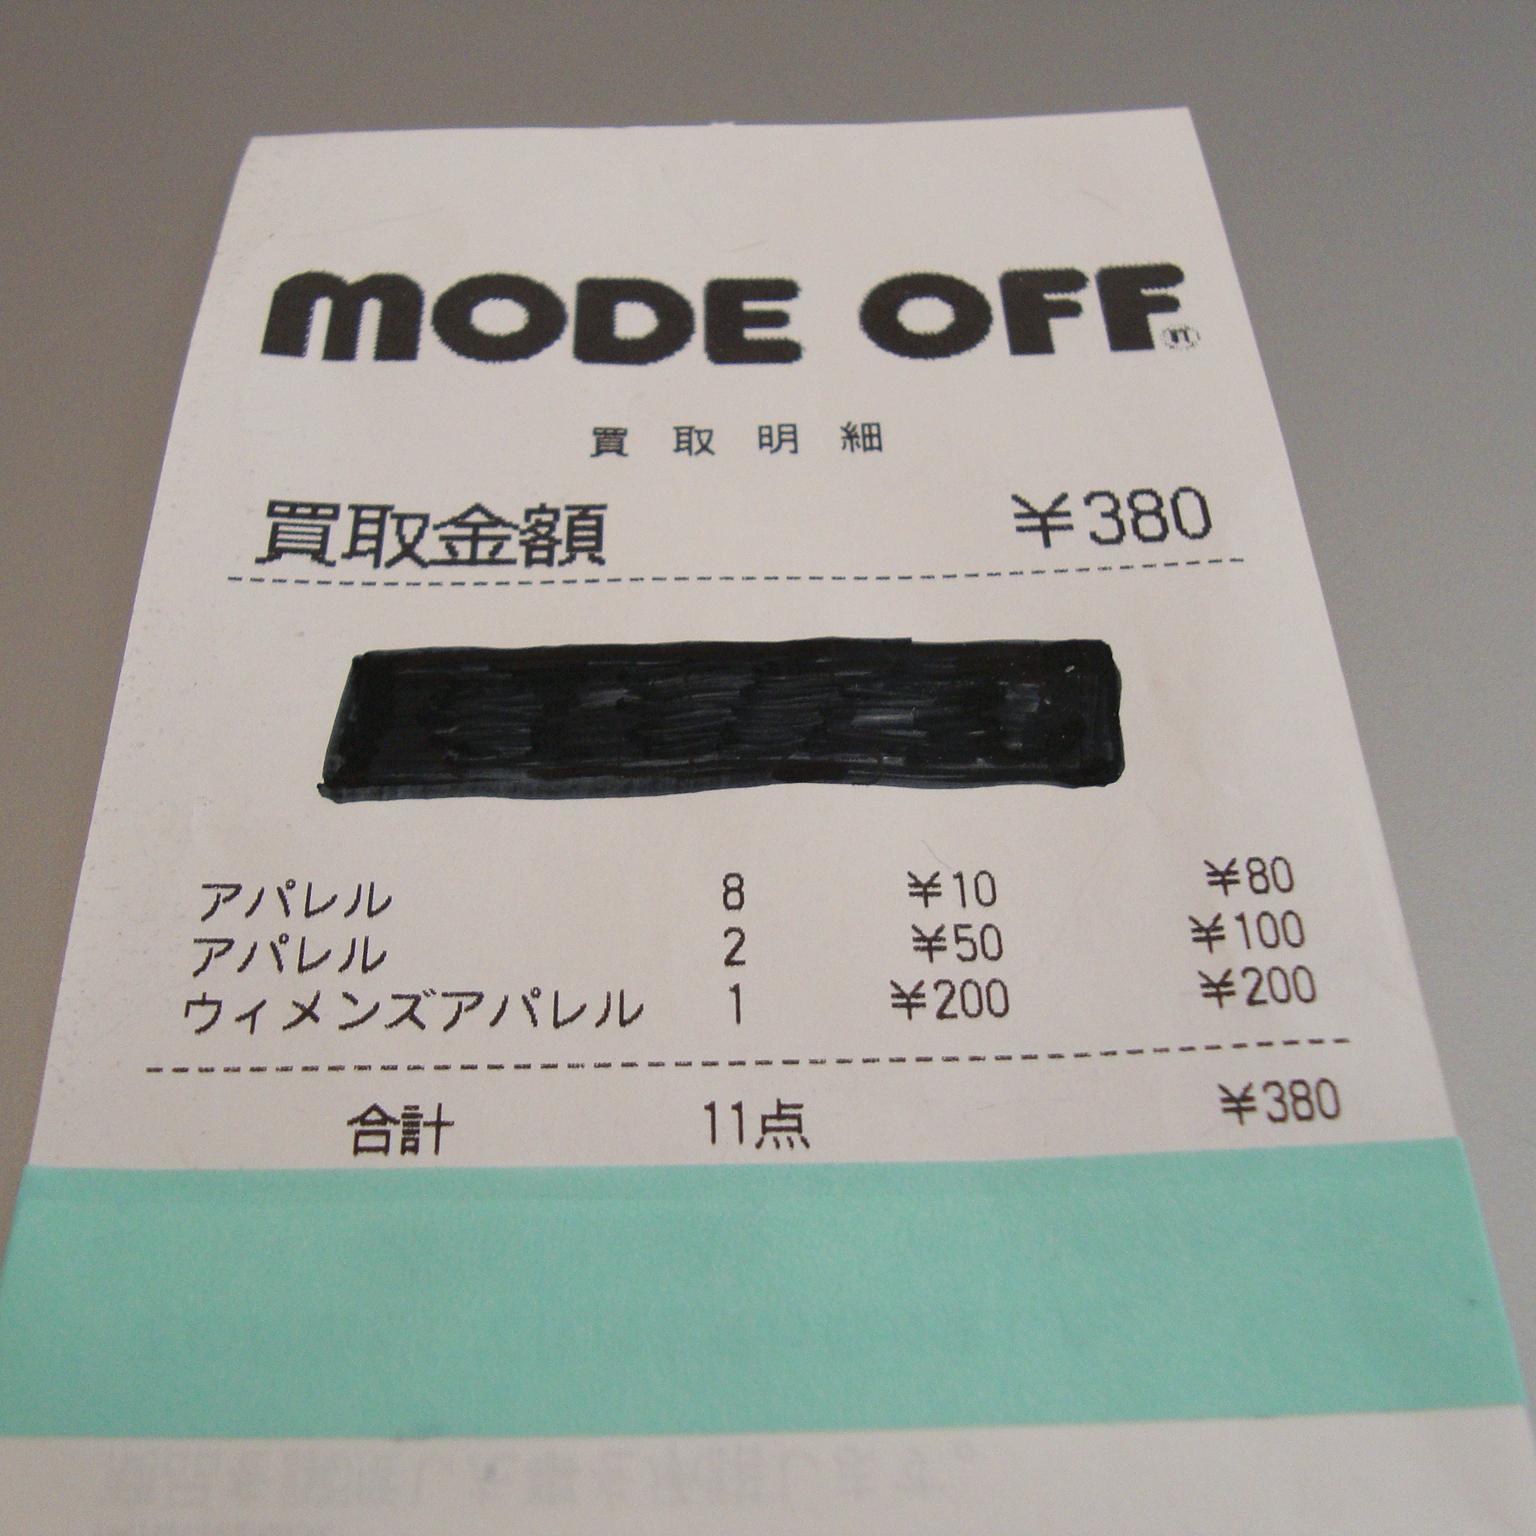 MODE OFF
買取明細
買取金額 ¥380
アパレル 8 ¥10 ¥80
アパレル 2 ¥50 ¥100
ウィメンズアパレル 1 ¥200 ¥200
合計 11点 ¥380